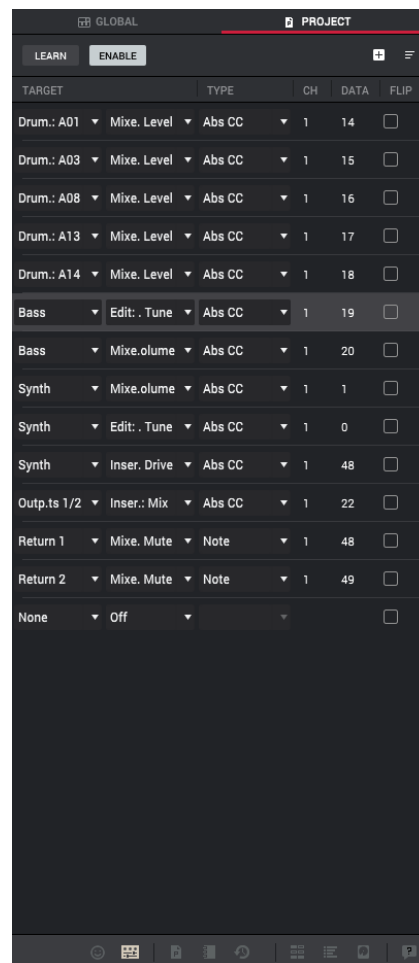 GLOBAL PROJECT
LEARN ENABLE
TARGET TYPE CH DATA FLIP
Drum.: A01 Mixe. Level Abs CC 1 14
Drum.: A03 Mixe. Level Abs CC 1 15
Drum.: A08 Mixe. Level Abs CC 1 16
Drum.: A13 Mixe. Level Abs CC 1 17
Drum.: A14 Mixe. Level Abs CC 1 18
Bass Edit: . Tune Abs CC 1 19
Bass Mixe.olume Abs CC 1 20
Synth Mixe.olume Abs CC 1 1
Synth Edit: . Tune Abs CC 1 0
Synth Inser. Drive Abs CC 1 48
Outp.ts 1/2 Inser.: Mix Abs CC 1 22
Return 1 Mixe. Mute Note 1 48
Return 2 Mixe. Mute Note 1 49
None Off